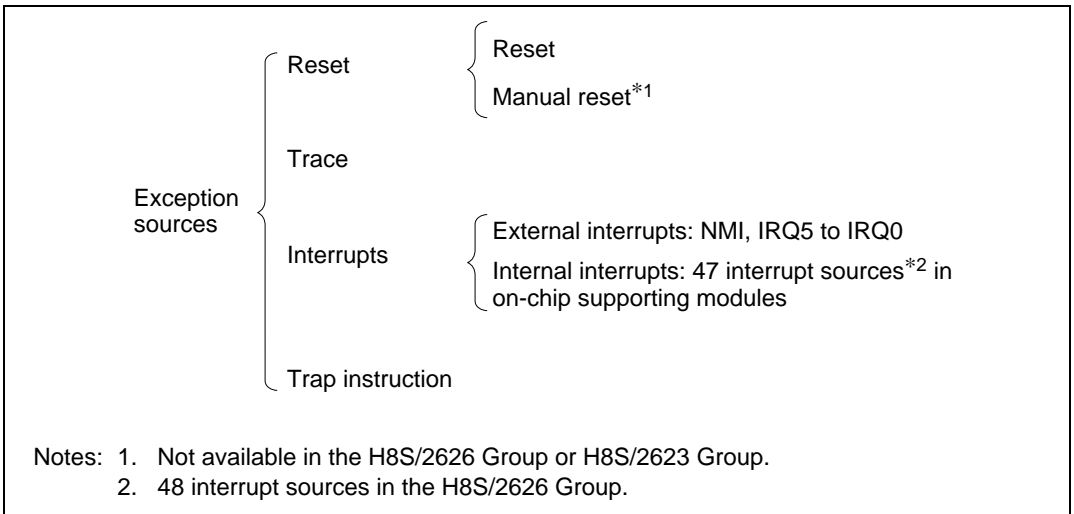 Exception sources
Reset
Reset
Manual reset*1
Trace
Interrupts
External interrupts: NMI, IRQ5 to IRQ0
Internal interrupts: 47 interrupt sources*2 in
on-chip supporting modules
Trap instruction
Notes: 1. Not available in the H8S/2626 Group or H8S/2623 Group.
2. 48 interrupt sources in the H8S/2626 Group.